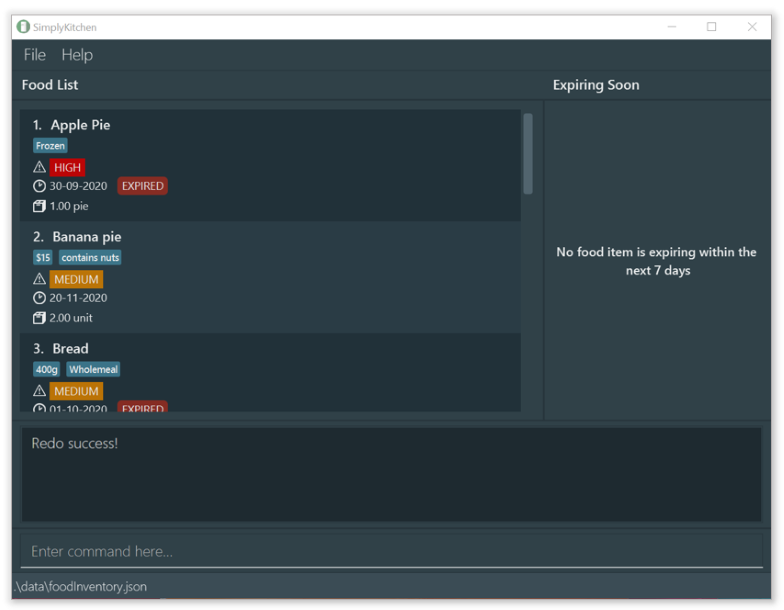 SimplyKitchen
File Help
Food List
Expiring Soon
1. Apple Pie
Frozen
HIGH
30-09-2020 EXPIRED
1.00 pie
2. Banana pie
$15 contains nuts
MEDIUM
20-11-2020
2.00 unit
3. Bread
400g Wholemeal
MEDIUM
01-10-2020 EXPIRED
No food item is expiring within the
next 7 days
Redo success!
Enter command here...
.\data\foodInventory.json